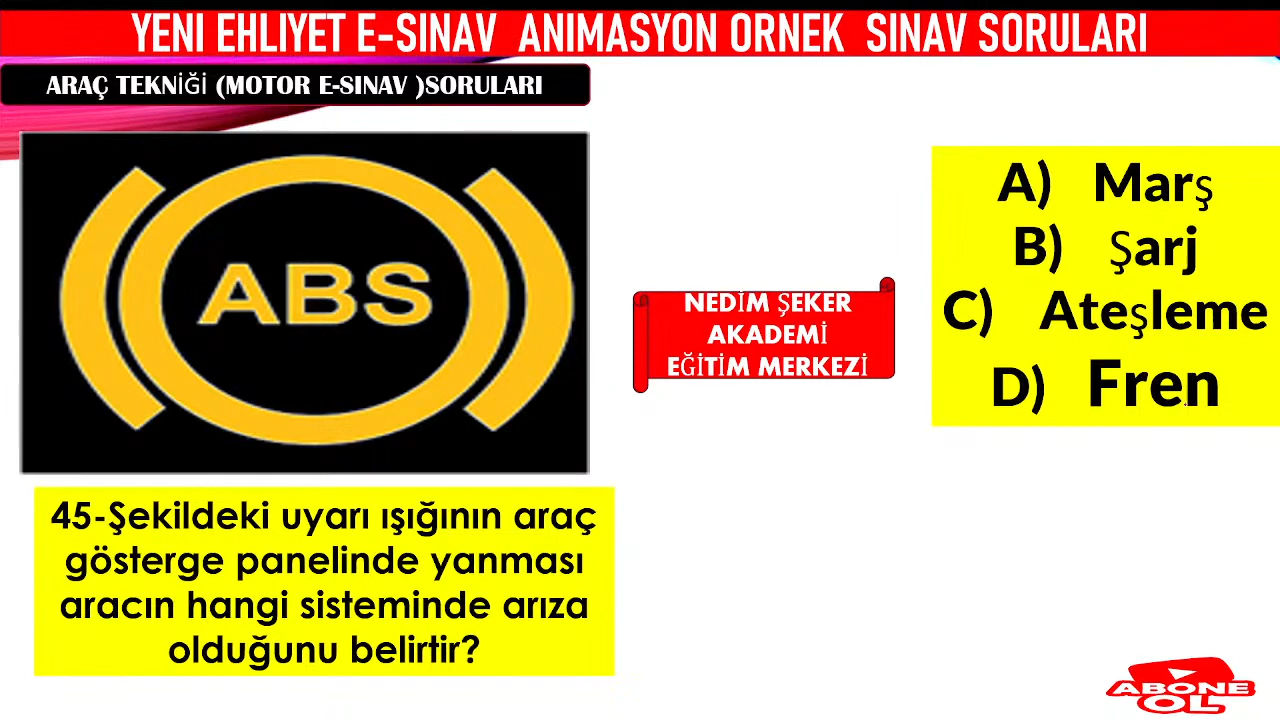 YENI EHLIYET E-SINAV ANIMASYON ORNEK SINAV SORULARI
ARAÇ TEKNİĞİ (MOTOR E-SINAV )SORULARI
ABS
45-Şekildeki uyarı ışığının araç
gösterge panelinde yanması
aracın hangi sisteminde arıza
olduğunu belirtir?
NEDİM ŞEKER
AKADEMİ
EĞİTİM MERKEZİ
A) Marş
B) Şarj
C) Ateşleme
D) Fren
ABONE
OL